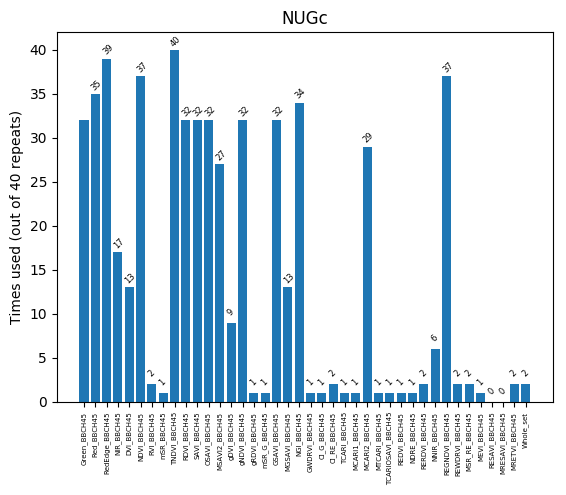 NUGc
Times used (out of 40 repeats)
40
35
30
25
20
15
10
5
0
35
39
17
13
37
2
1
40
32
32
32
27
9
32
1
1
32
13
34
1
1
2
1
1
29
1
1
1
1
2
6
37
2
2
1
0
0
2
2
Green_BBCH45
Red_BBCH45
RedEdge_BBCH45
NIR_BBCH45
DVI_BBCH45
NDVI_BBCH45
RVI_BBCH45
mSR_BBCH45
TNDVI_BBCH45
RDVI_BBCH45
SAVI_BBCH45
OSAVI_BBCH45
MSAVI2_BBCH45
gDVI_BBCH45
gNDVI_BBCH45
gRDVI_BBCH45
mSR_G_BBCH45
GSAVI_BBCH45
MGSAVI_BBCH45
NGI_BBCH45
GWDRVI_BBCH45
CI_G_BBCH45
CI_RE_BBCH45
TCARI_BBCH45
MCARI1_BBCH45
MCARI2_BBCH45
MTCARI_BBCH45
TCARIOSAVI_BBCH45
REDVI_BBCH45
NDRE_BBCH45
RERDVI_BBCH45
NNIR_BBCH45
REGNDVI_BBCH45
REWDRVI_BBCH45
MSR_RE_BBCH45
MEVI_BBCH45
RESAVI_BBCH45
MRESAVI_BBCH45
MRETVI_BBCH45
Whole_set